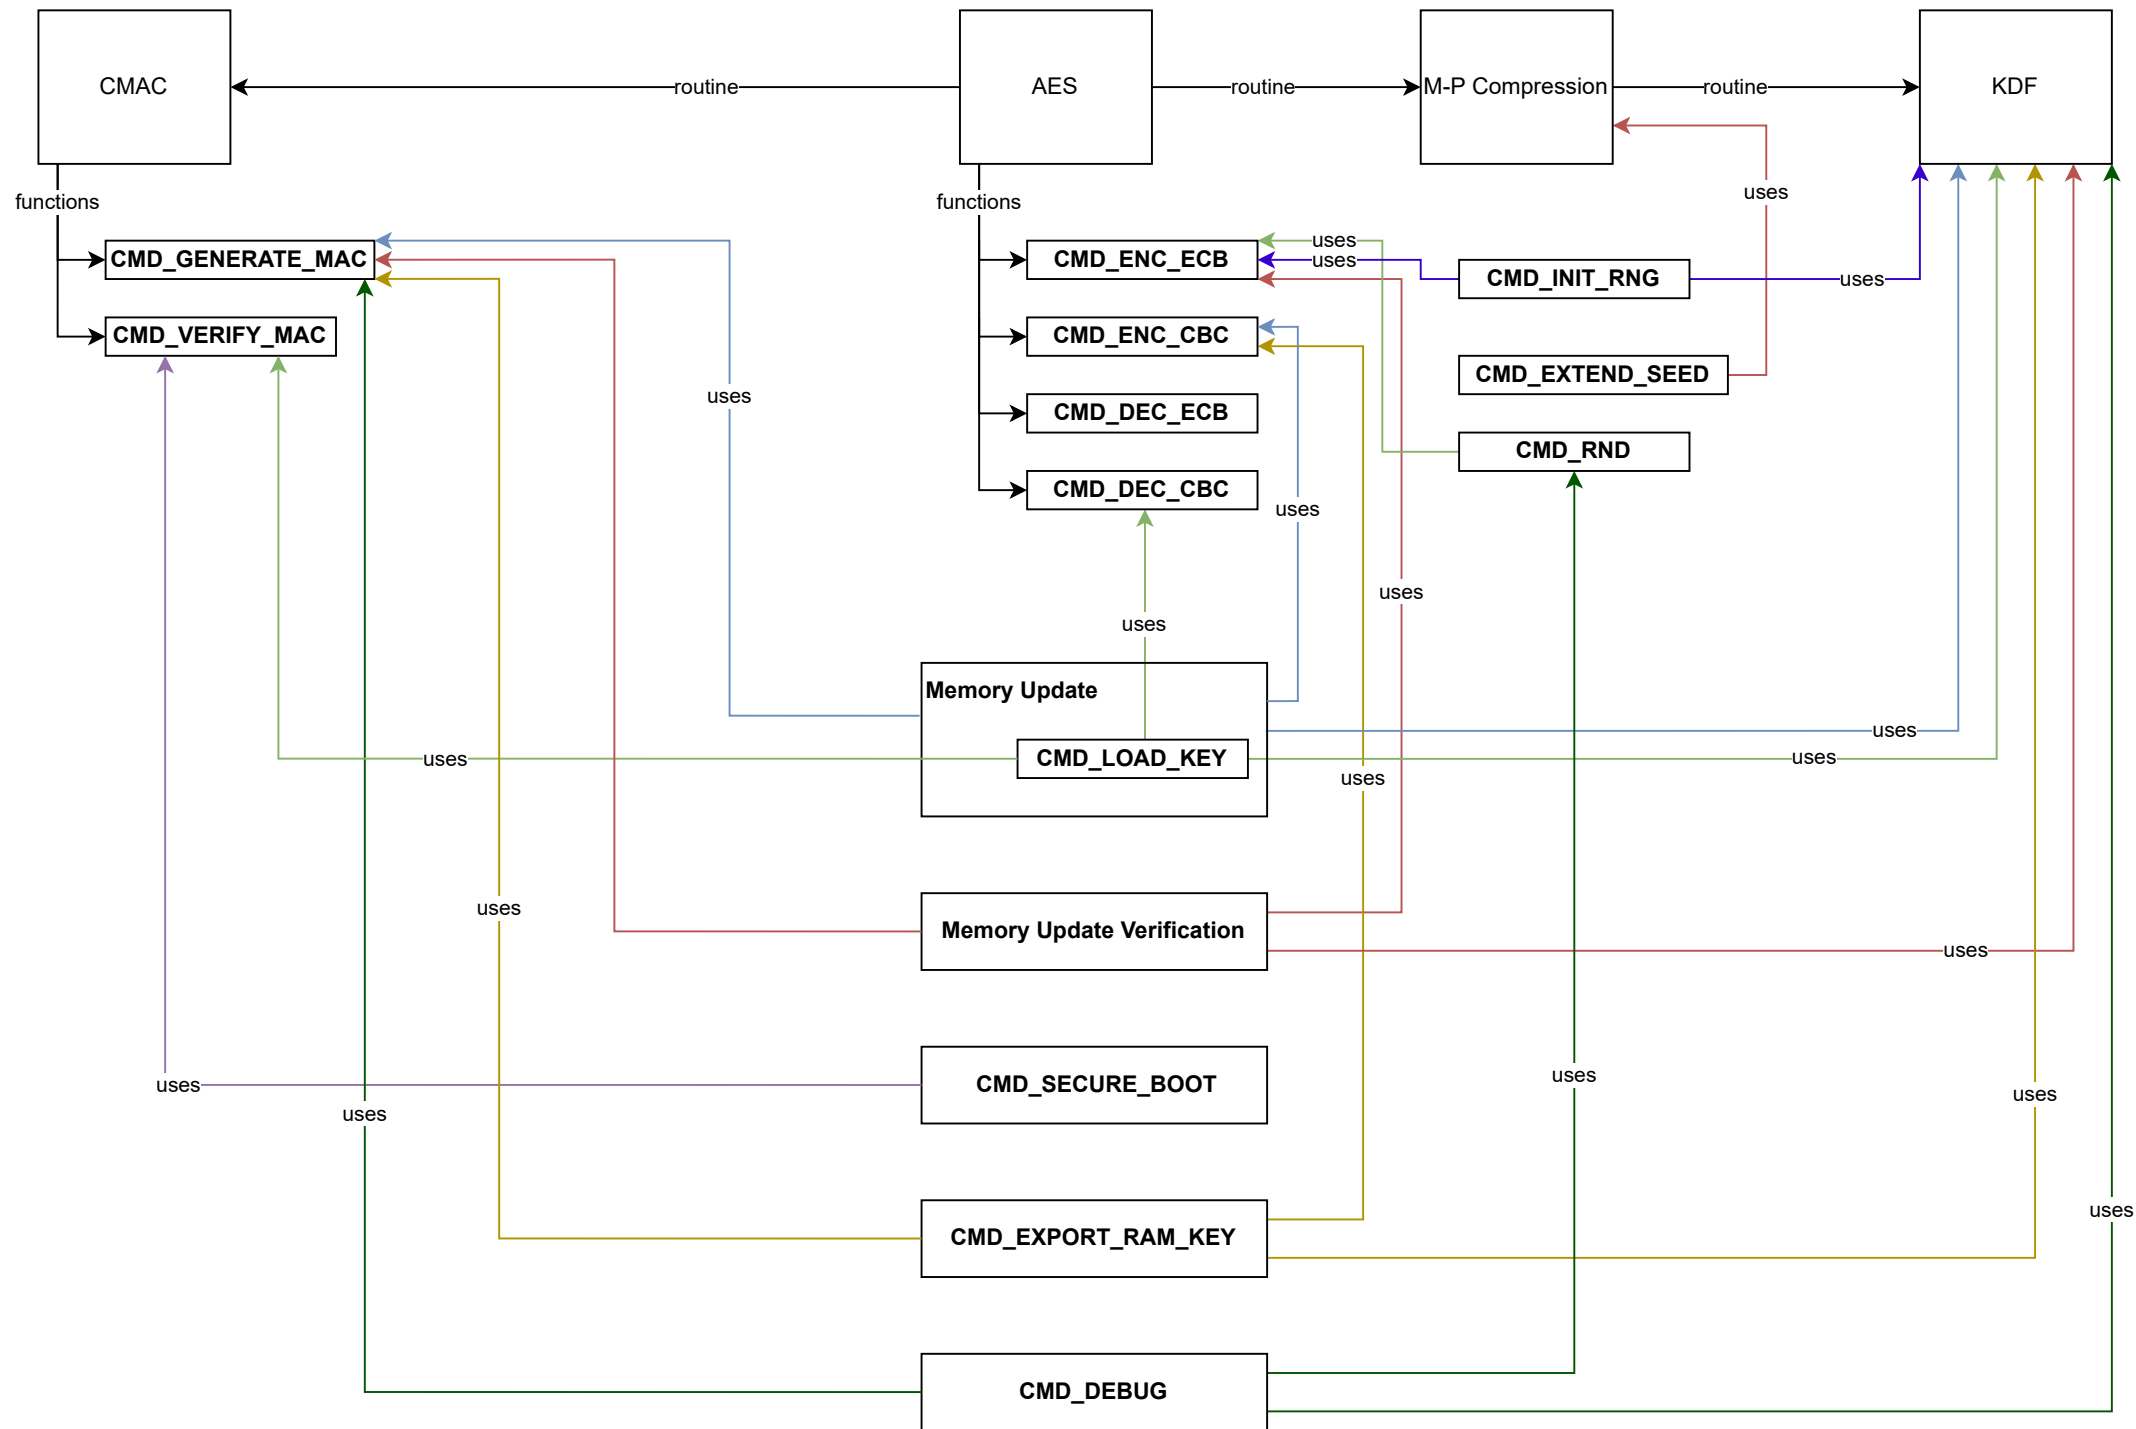 CMAC
routine
AES
routine
M-P Compression
routine
KDF
functions
functions
uses
CMD_GENERATE_MAC
CMD_ENC_ECB
uses
uses
CMD_INIT_RNG
uses
CMD_VERIFY_MAC
CMD_ENC_CBC
CMD_EXTEND_SEED
uses
CMD_DEC_ECB
CMD_RND
CMD_DEC_CBC
uses
uses
uses
Memory Update
uses
uses
CMD_LOAD_KEY
uses
uses
uses
Memory Update Verification
uses
uses
CMD_SECURE_BOOT
uses
uses
uses
uses
CMD_EXPORT_RAM_KEY
CMD_DEBUG